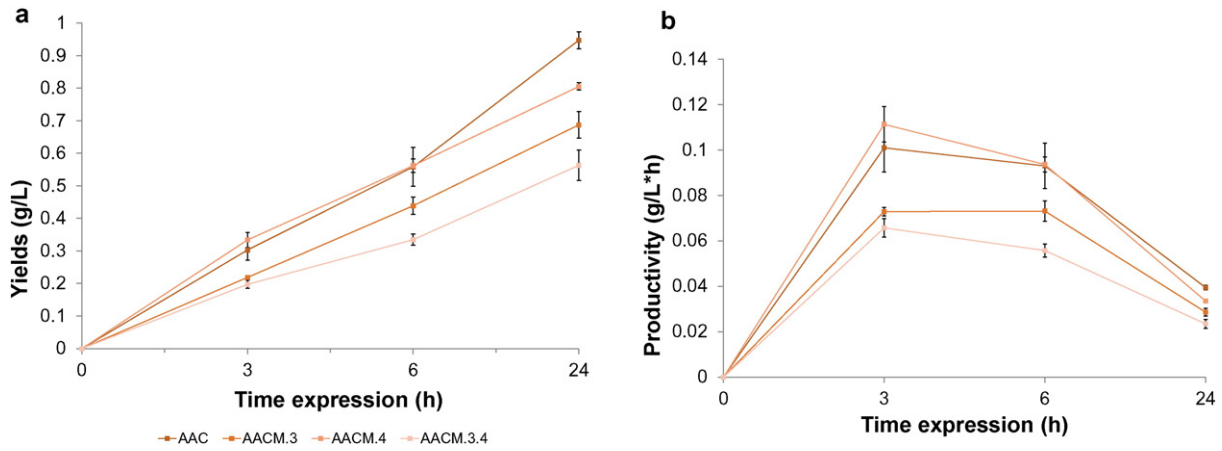 a
Yields (g/L)
1
0.9
0.8
0.7
0.6
0.5
0.4
0.3
0.2
0.1
0
0 3 6 24
Time expression (h)
AAC AACM.3 AACM.4 AACM.3.4
b
Productivity (g/L*h)
0.14
0.12
0.1
0.08
0.06
0.04
0.02
0
0 3 6 24
Time expression (h)